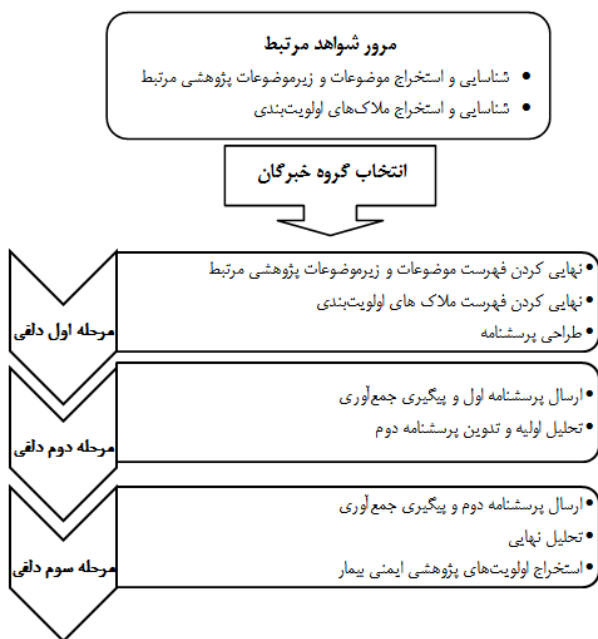 مرور شواهد مرتبط
• شناسایی و استخراج موضوعات و زیرموضوعات پژوهشی مرتبط
• شناسایی و استخراج ملاک‌های اولویت‌بندی
انتخاب گروه خبرگان
• نهایی کردن فهرست موضوعات و زیرموضوعات پژوهشی مرتبط
• نهایی کردن فهرست ملاک های اولویت‌بندی
• طراحی پرسشنامه
مرحله اول دلفی
• ارسال پرسشنامه اول و پیگیری جمع‌آوری
• تحلیل اولیه و تدوین پرسشنامه دوم
مرحله دوم دلفی
• ارسال پرسشنامه دوم و پیگیری جمع‌آوری
• تحلیل نهایی
• استخراج اولویت‌های پژوهشی ایمنی بیمار
مرحله سوم دلفی